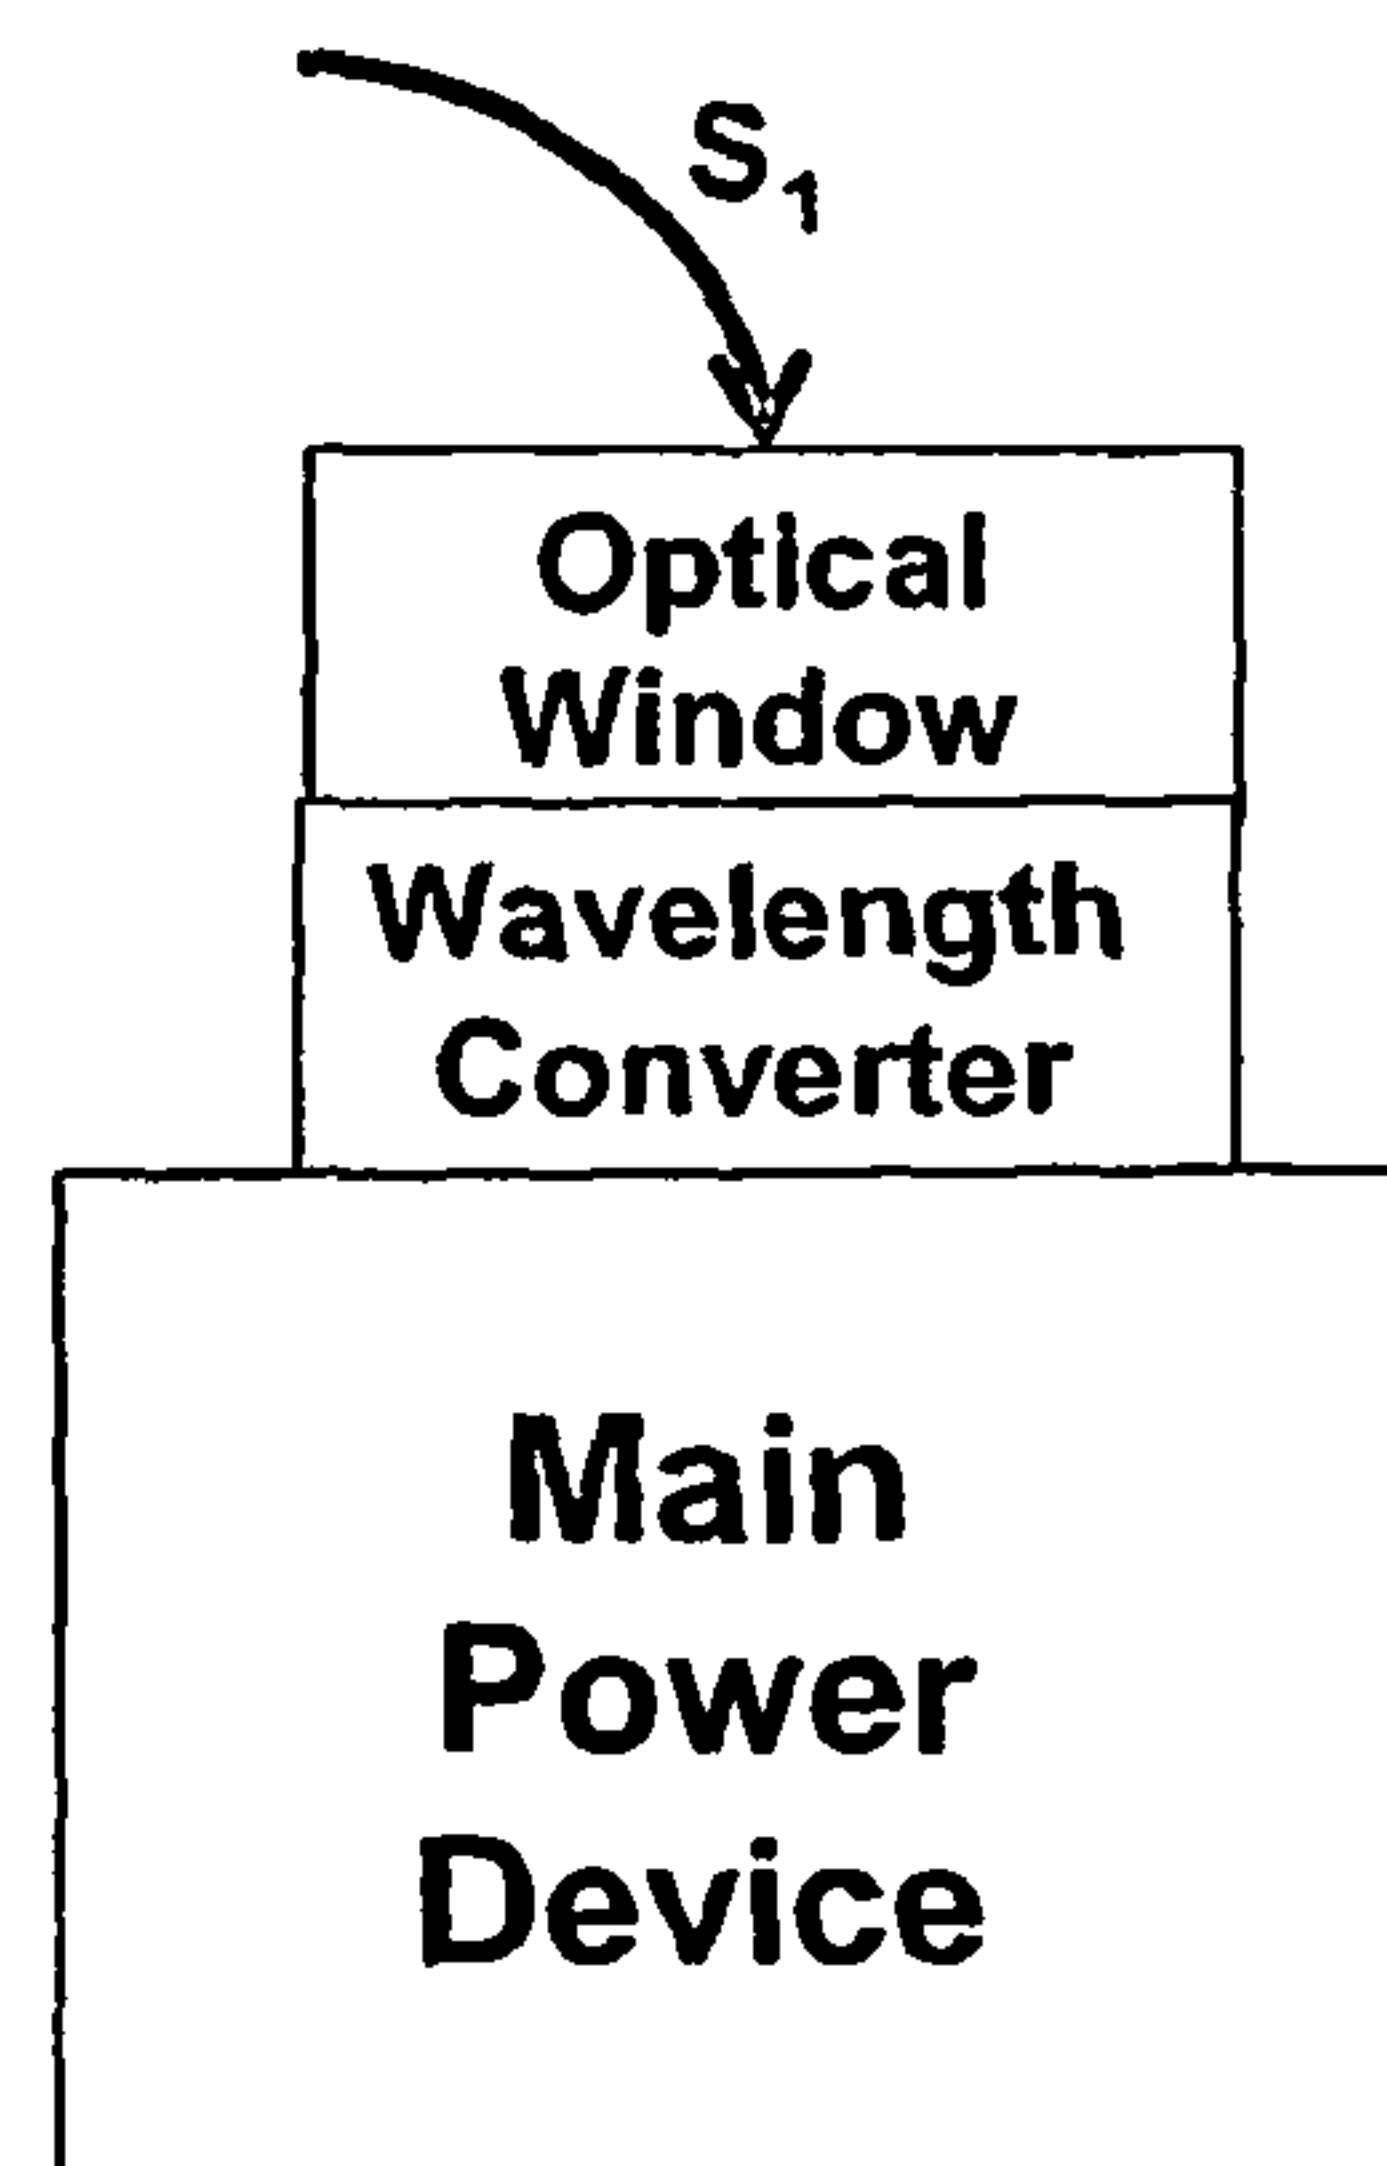 S₁
Optical
Window
Wavelength
Converter
Main
Power
Device